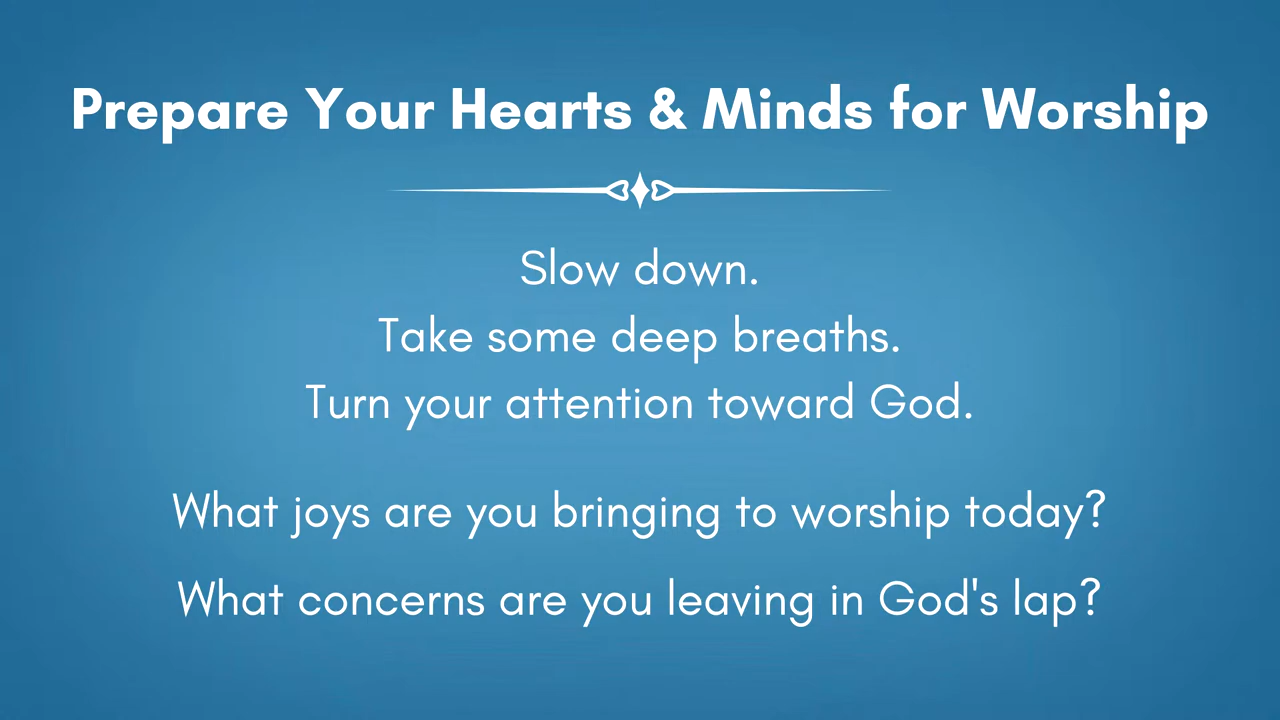 Prepare Your Hearts & Minds for Worship
Slow down.
Take some deep breaths.
Turn your attention toward God.
What joys are you bringing to worship today?
What concerns are you leaving in God's lap?